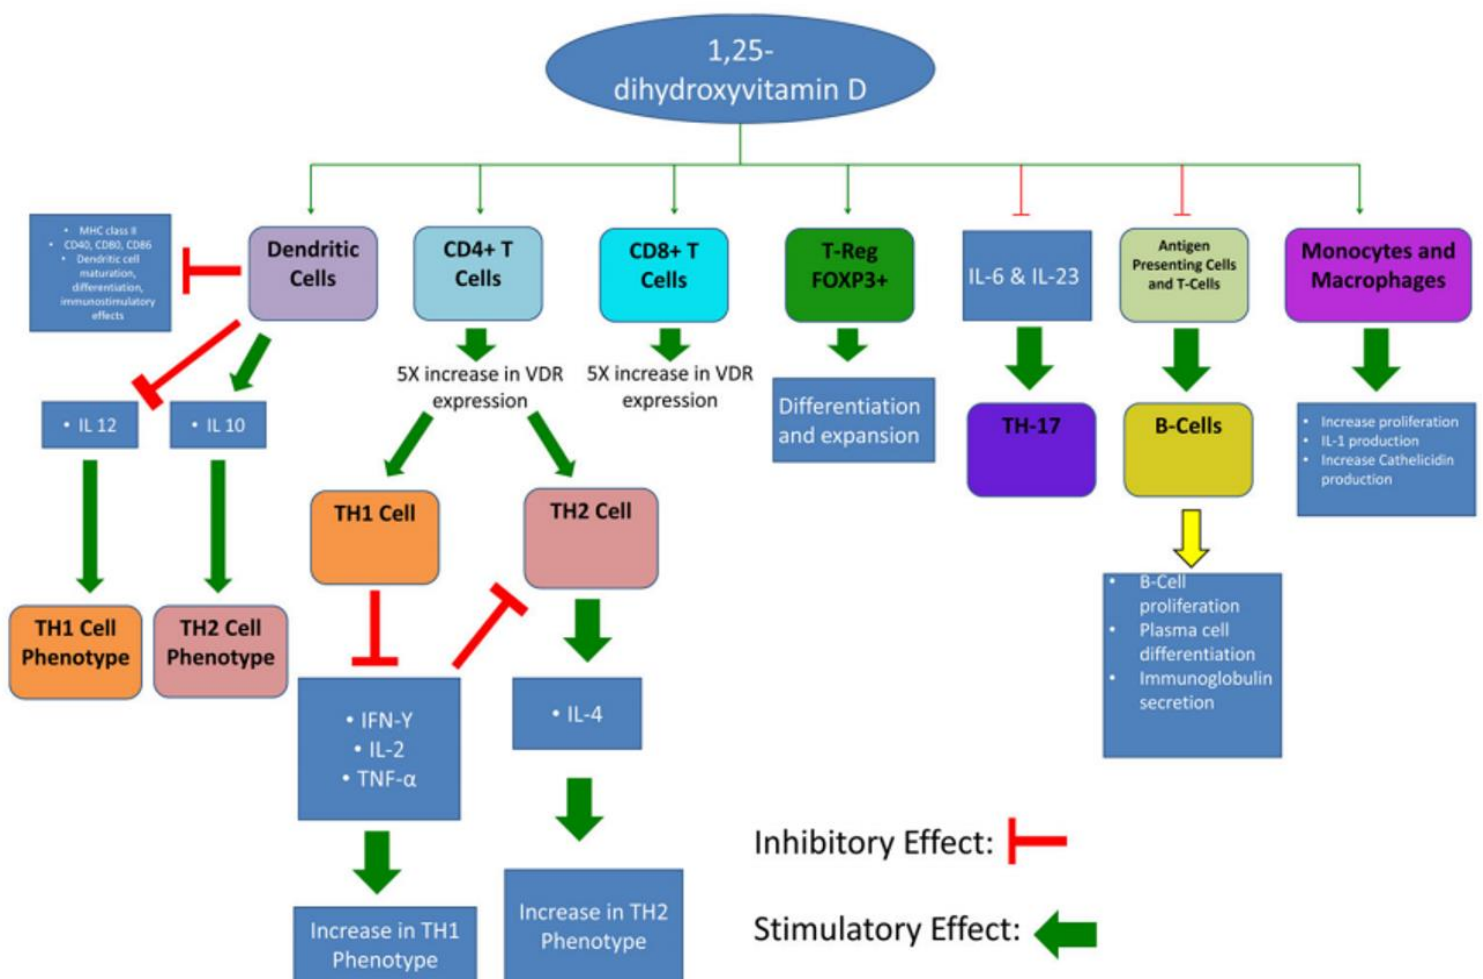 1,25-
dihydroxyvitamin D
• MHC class II
• CD40, CD80, CD86
• Dendritic cell
maturation,
differentiation,
immunostimulatory
effects
Dendritic
Cells
CD4+ T
Cells
CD8+ T
Cells
T-Reg
FOXP3+
IL-6 & IL-23
Antigen
Presenting Cells
and T-Cells
Monocytes and
Macrophages
5X increase in VDR
expression
5X increase in VDR
expression
• IL 12
• IL 10
Differentiation
and expansion
TH-17
B-Cells
• Increase proliferation
• IL-1 production
• Increase Cathelicidin
production
TH1 Cell
TH2 Cell
TH1 Cell
Phenotype
TH2 Cell
Phenotype
• B-Cell
proliferation
• Plasma cell
differentiation
• Immunoglobulin
secretion
• IFN-Y
• IL-2
• TNF-α
• IL-4
Increase in TH1
Phenotype
Increase in TH2
Phenotype
Inhibitory Effect:
Stimulatory Effect: